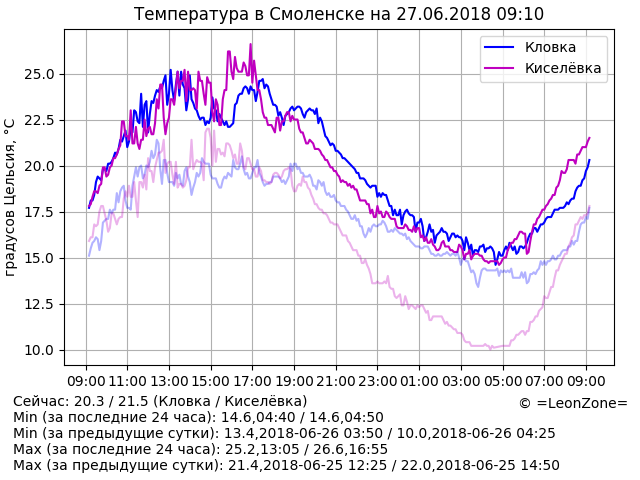 Температура в Смоленске на 27.06.2018 09:10
Кловка
Киселёвка
градусов Цельсия, °C
25.0
22.5
20.0
17.5
15.0
12.5
10.0
09:00 11:00 13:00 15:00 17:00 19:00 21:00 23:00 01:00 03:00 05:00 07:00 09:00
Сейчас: 20.3 / 21.5 (Кловка / Киселёвка)
© =LeonZone=
Min (за последние 24 часа): 14.6,04:40 / 14.6,04:50
Min (за предыдущие сутки): 13.4,2018-06-26 03:50 / 10.0,2018-06-26 04:25
Max (за последние 24 часа): 25.2,13:05 / 26.6,16:55
Max (за предыдущие сутки): 21.4,2018-06-25 12:25 / 22.0,2018-06-25 14:50